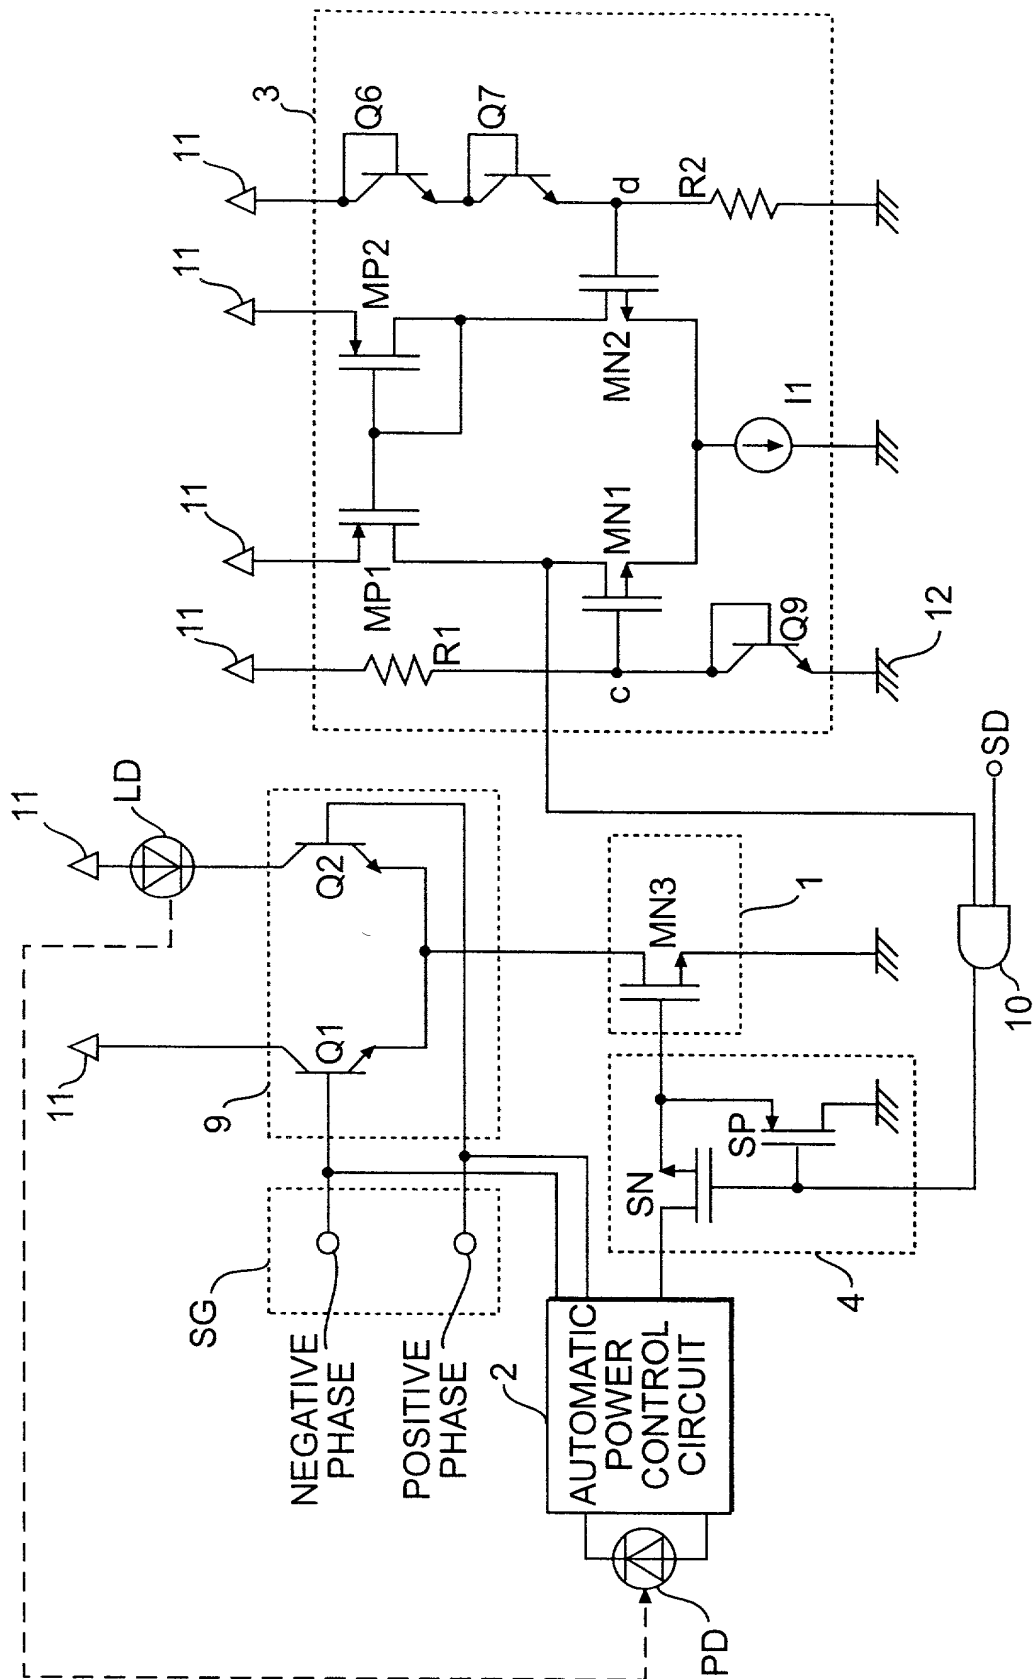 11
11
LD
9
Q1
Q2
SG
NEGATIVE
PHASE
POSITIVE
PHASE
2
AUTOMATIC
POWER
CONTROL
CIRCUIT
PD
4
SN
SP
1
MN3
10
SD
3
11
11
11
11
R1
MP1
MP2
Q6
Q7
c
MN1
MN2
d
R2
Q9
I1
12